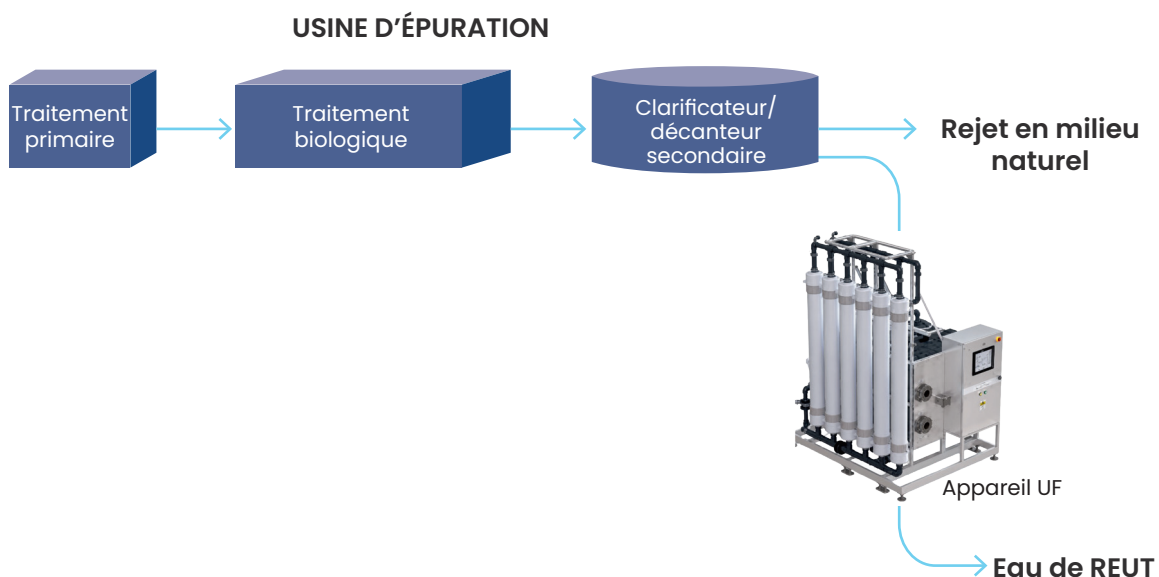 USINE D’ÉPURATION
Traitement
primaire
Traitement
biologique
Clarificateur/
décanteur
secondaire
Rejet en milieu
naturel
Appareil UF
Eau de REUT